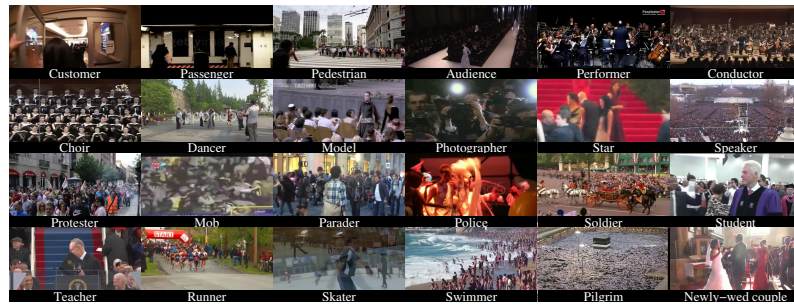 Customer
Passenger
Pedestrian
Audience
Performer
Conductor
Choir
Dancer
Model
Photographer
Star
Speaker
Protester
Mob
Parader
Police
Soldier
Student
START
Teacher
Runner
Skater
Swimmer
Pilgrim
Newly-wed couple